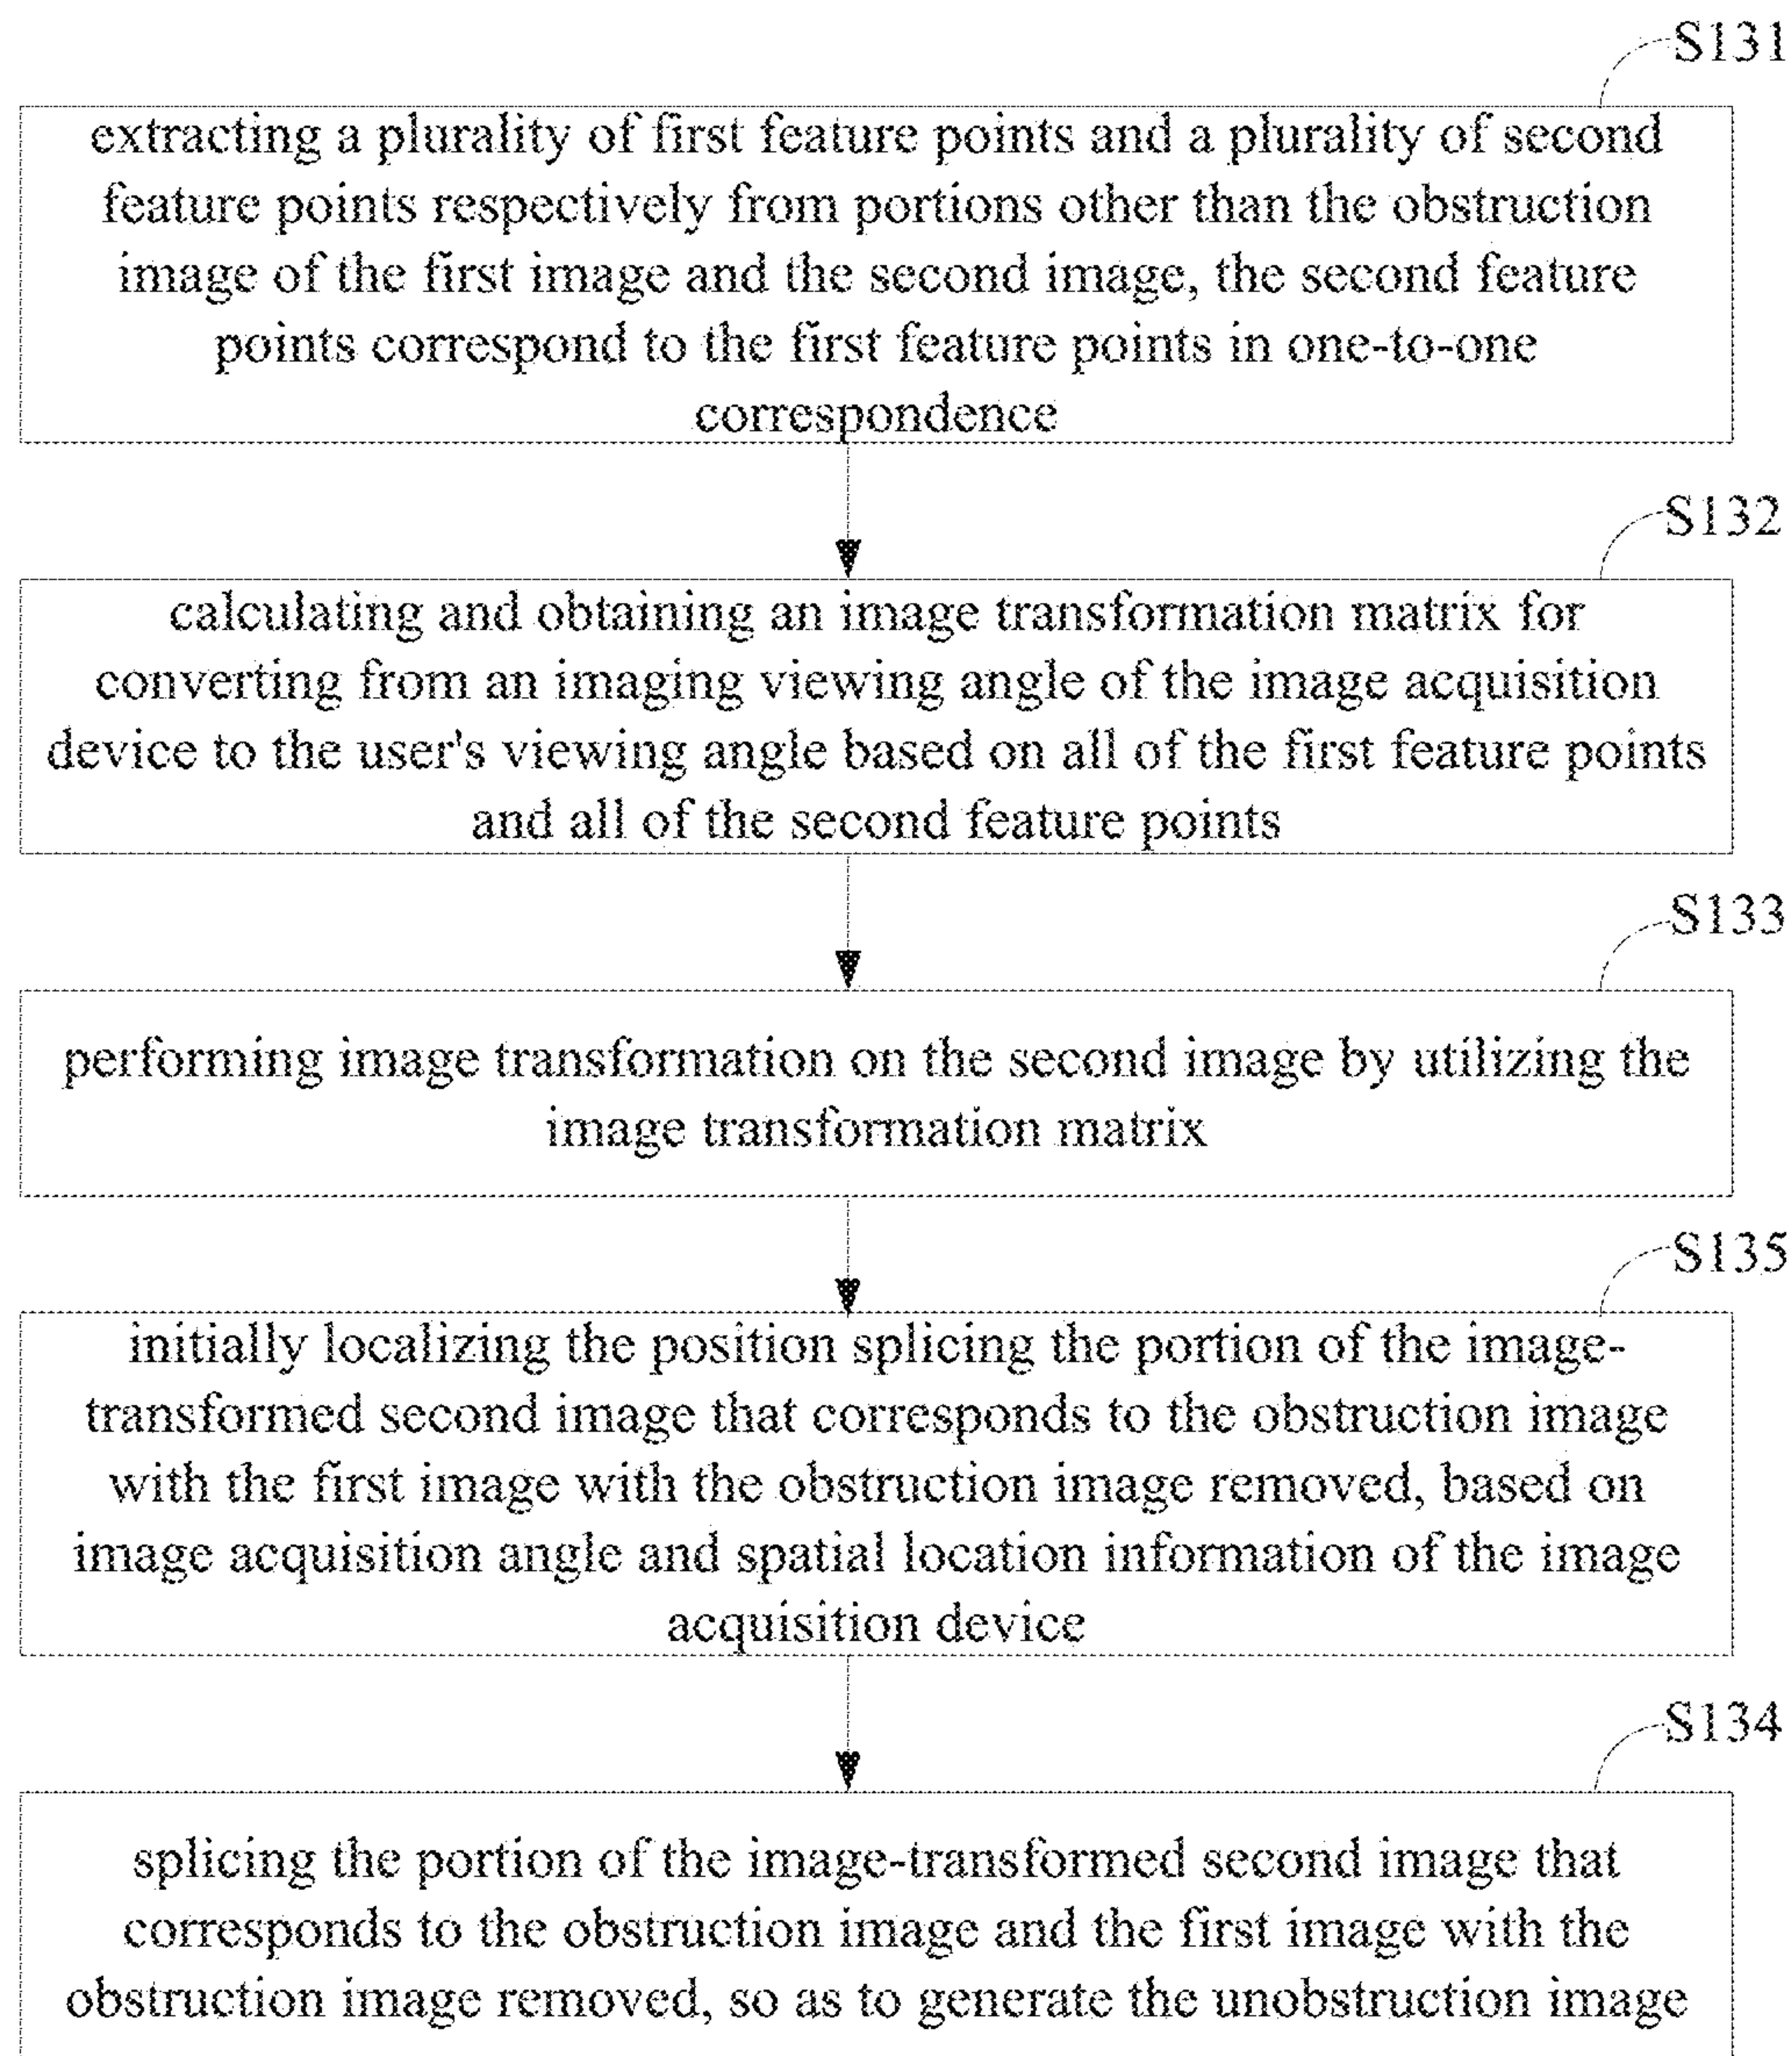 S131
extracting a plurality of first feature points and a plurality of second
feature points respectively from portions other than the obstruction
image of the first image and the second image, the second feature
points correspond to the first feature points in one-to-one
correspondence
S132
calculating and obtaining an image transformation matrix for
converting from an imaging viewing angle of the image acquisition
device to the user's viewing angle based on all of the first feature points
and all of the second feature points
S133
performing image transformation on the second image by utilizing the
image transformation matrix
S135
initially localizing the position splicing the portion of the image-
transformed second image that corresponds to the obstruction image
with the first image with the obstruction image removed, based on
image acquisition angle and spatial location information of the image
acquisition device
S134
splicing the portion of the image-transformed second image that
corresponds to the obstruction image and the first image with the
obstruction image removed, so as to generate the unobstruction image